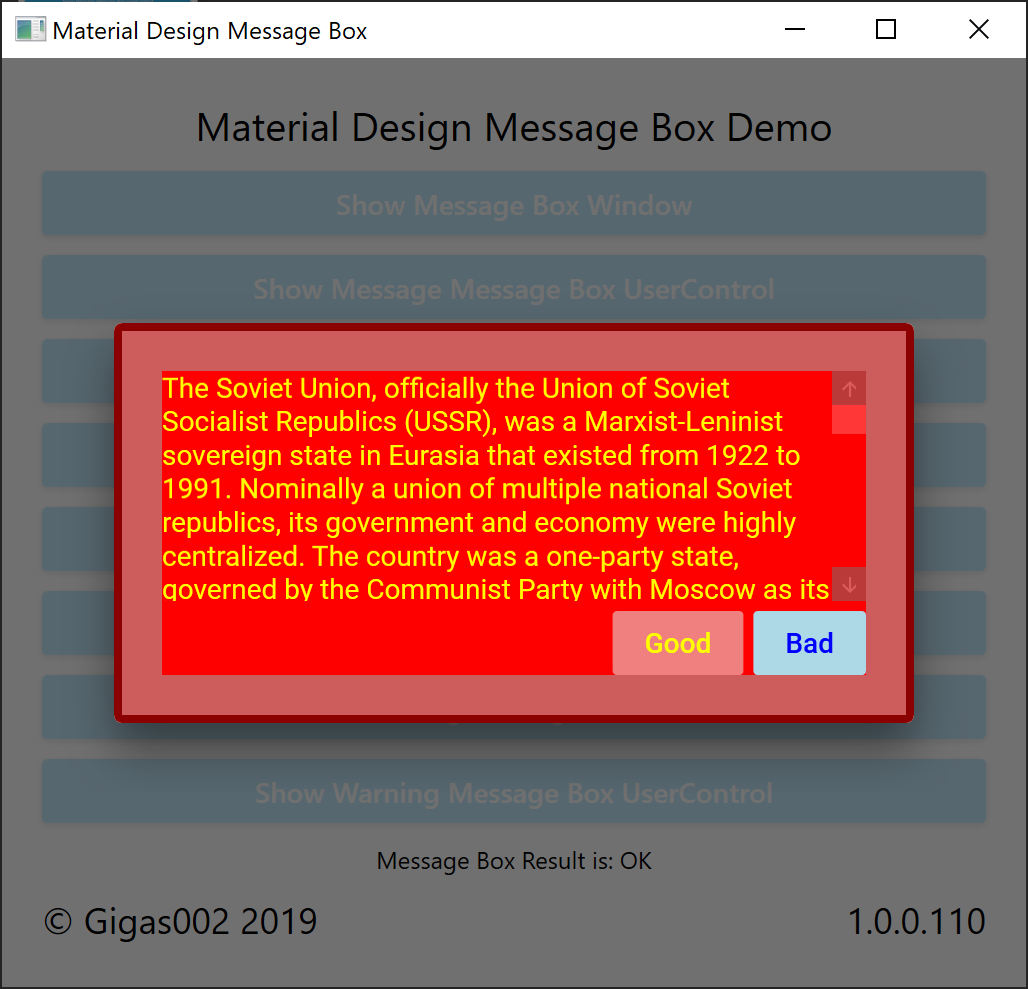 Material Design Message Box
Material Design Message Box Demo
Show Message Box Window
Show Message Message Box UserControl
The Soviet Union, officially the Union of Soviet
Socialist Republics (USSR), was a Marxist-Leninist
sovereign state in Eurasia that existed from 1922 to
1991. Nominally a union of multiple national Soviet
republics, its government and economy were highly
centralized. The country was a one-party state,
governed by the Communist Party with Moscow as its
Good Bad
Show Warning Message Box UserControl
Message Box Result is: OK
© Gigas002 2019 1.0.0.110